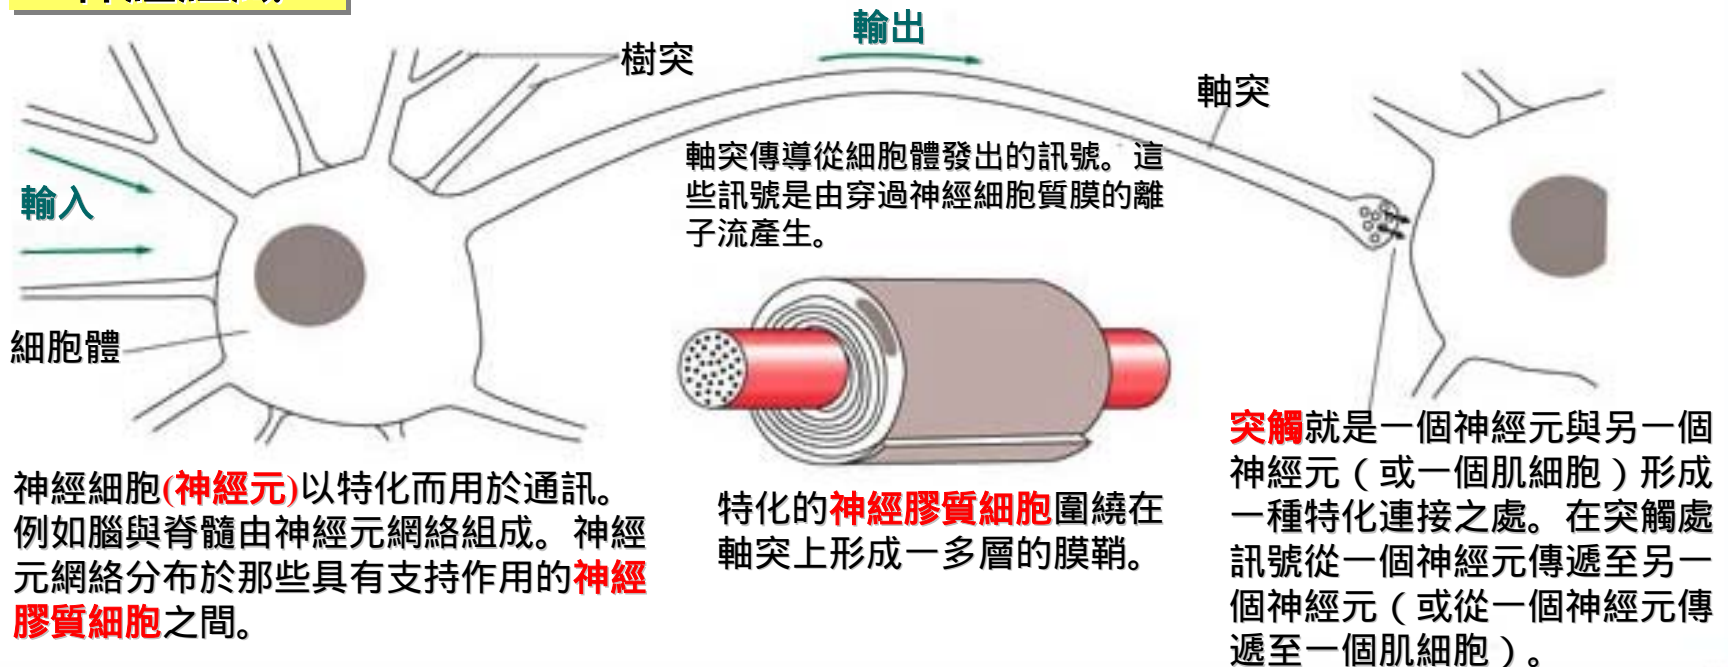 輸出
樹突
軸突
軸突傳導從細胞體發出的訊號。這
些訊號是由穿過神經細胞質膜的離
子流產生。
輸入
細胞體
神經細胞(神經元)以特化而用於通訊。
例如腦與脊髓由神經元網絡組成。神經
元網絡分布於那些具有支持作用的神經
膠質細胞之間。
特化的神經膠質細胞圍繞在
軸突上形成一多層的膜鞘。
突觸就是一個神經元與另一個
神經元（或一個肌細胞）形成
一種特化連接之處。在突觸處
訊號從一個神經元傳遞至另一
個神經元（或從一個神經元傳
遞至一個肌細胞）。